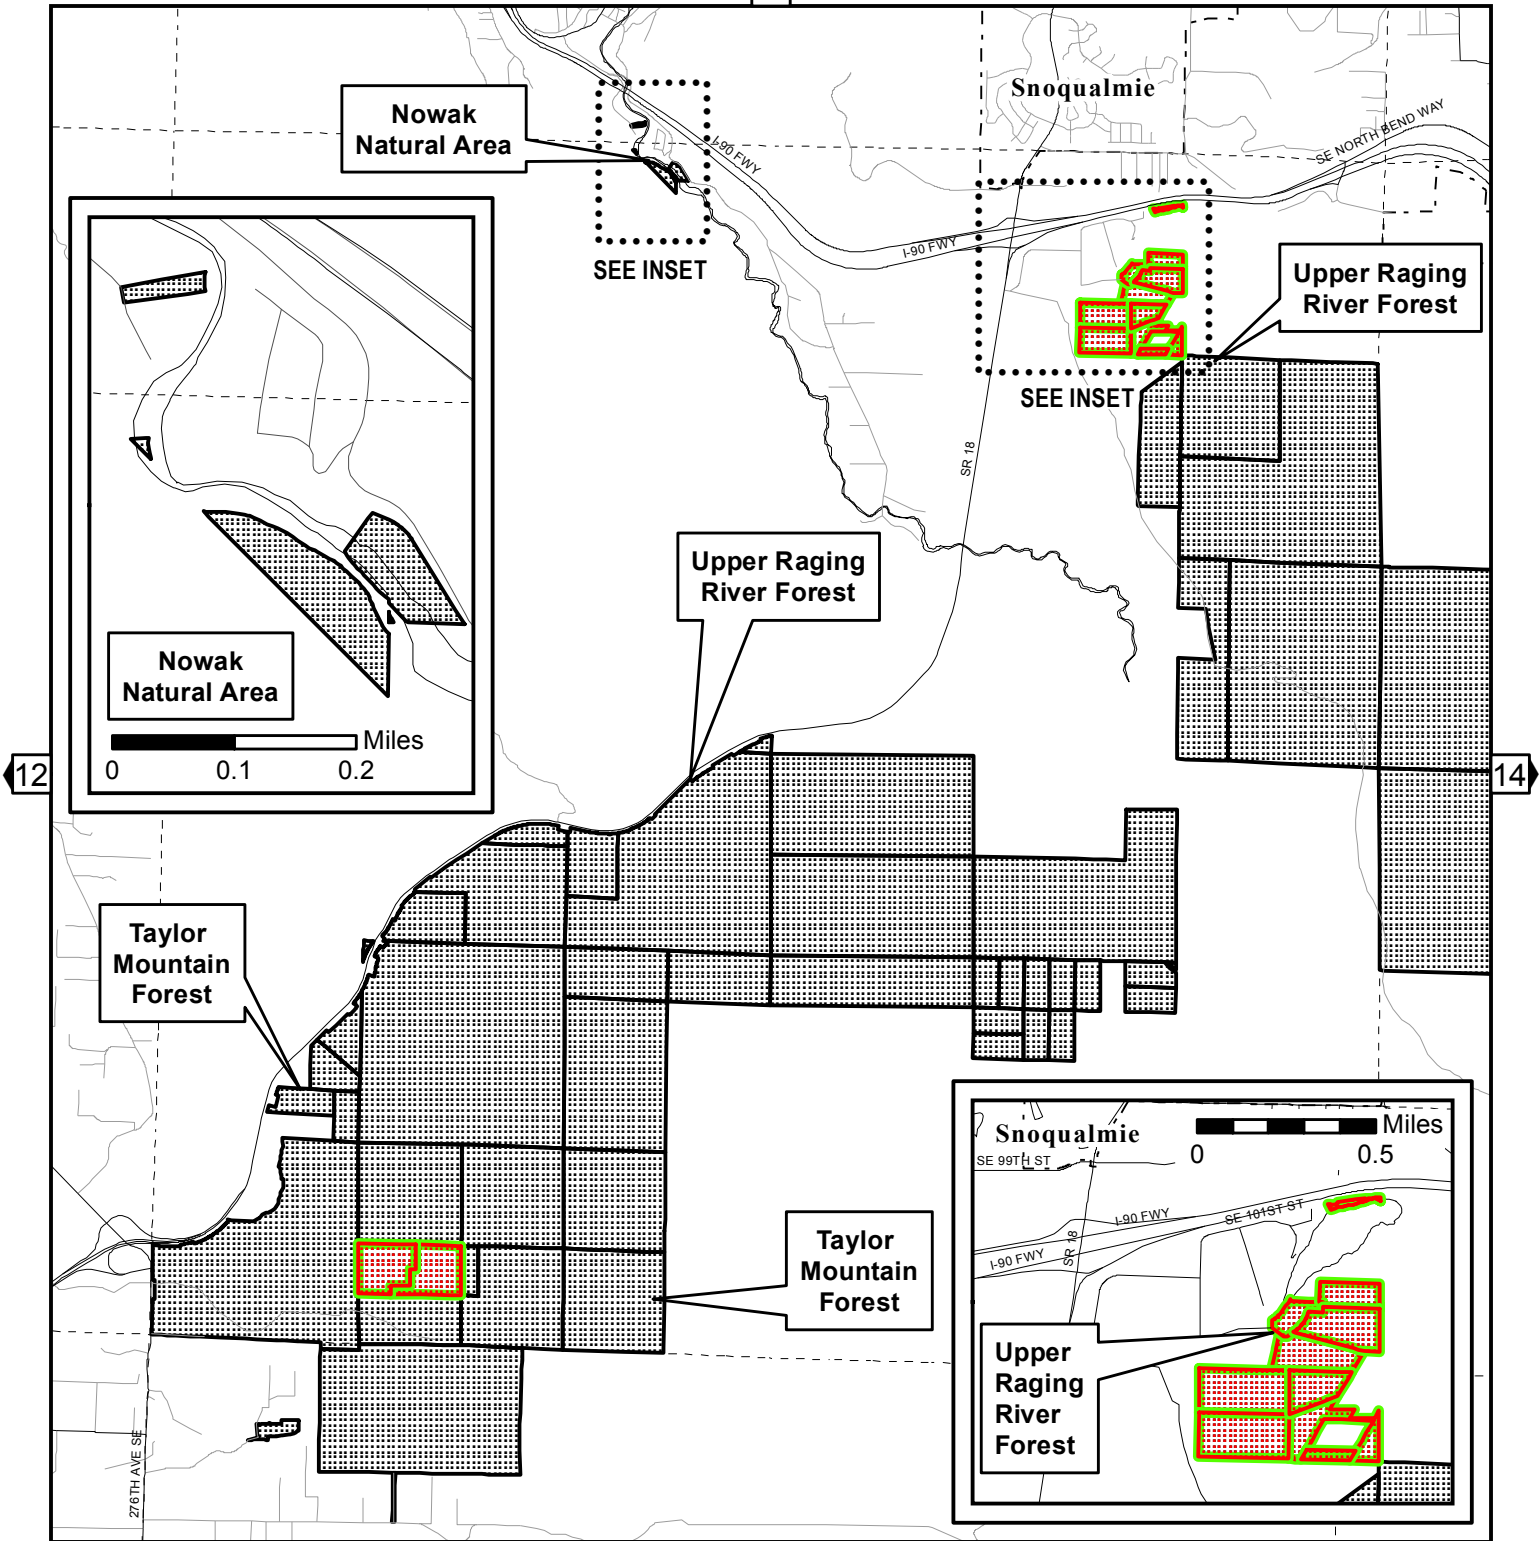 Snoqualmie
Nowak
Natural Area
I-90 FWY
SE NORTH BEND WAY
SEE INSET
I-90 FWY
Upper Raging
River Forest
SEE INSET
SR 18
Upper Raging
River Forest
Nowak
Natural Area
Miles
0
0.1
0.2
12
14
Taylor
Mountain
Forest
Taylor
Mountain
Forest
276TH AVE SE
Snoqualmie
Miles
0
0.5
SE 99TH ST
I-90 FWY
SE 101ST ST
I-90 FWY
SR 18
Upper
Raging
River
Forest